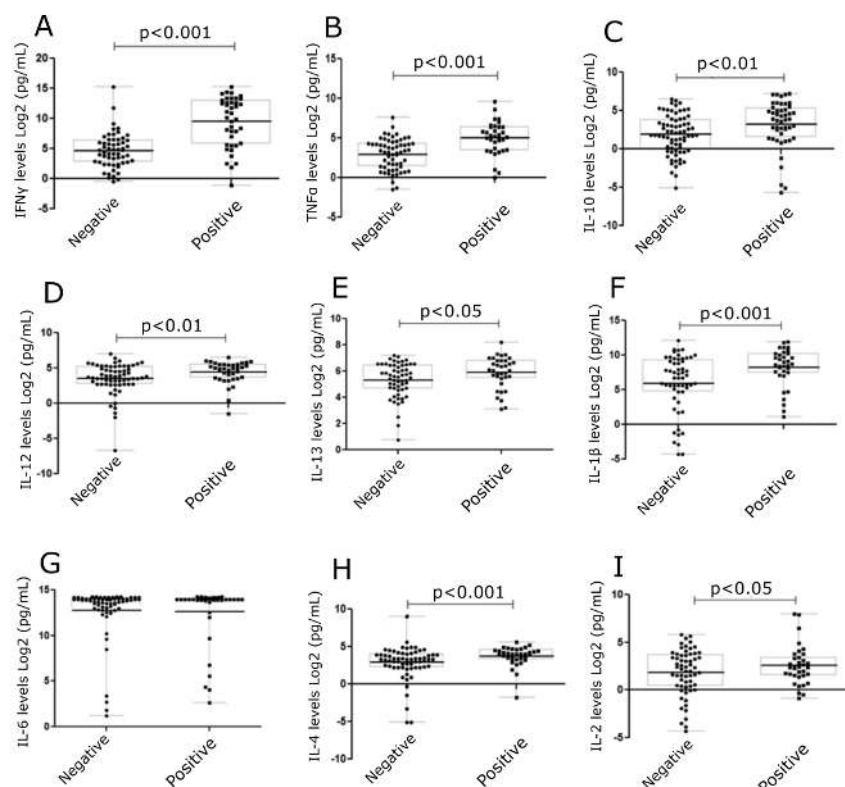 A
p<0.001
IFNγ levels Log2 (pg/mL)
20
15
10
5
0
-5
Negative
Positive
B
p<0.001
TNFα levels Log2 (pg/mL)
15
10
5
0
-5
Negative
Positive
C
p<0.01
IL-10 levels Log2 (pg/mL)
10
5
0
-5
-10
Negative
Positive
D
p<0.01
IL-12 levels Log2 (pg/mL)
10
5
0
-5
-10
Negative
Positive
E
p<0.05
IL-13 levels Log2 (pg/mL)
10
8
6
4
2
0
Negative
Positive
F
p<0.001
IL-1β levels Log2 (pg/mL)
15
10
5
0
-5
Negative
Positive
G
IL-6 levels Log2 (pg/mL)
15
10
5
0
Negative
Positive
H
p<0.001
IL-4 levels Log2 (pg/mL)
10
5
0
-5
-10
Negative
Positive
I
p<0.05
IL-2 levels Log2 (pg/mL)
10
5
0
-5
Negative
Positive